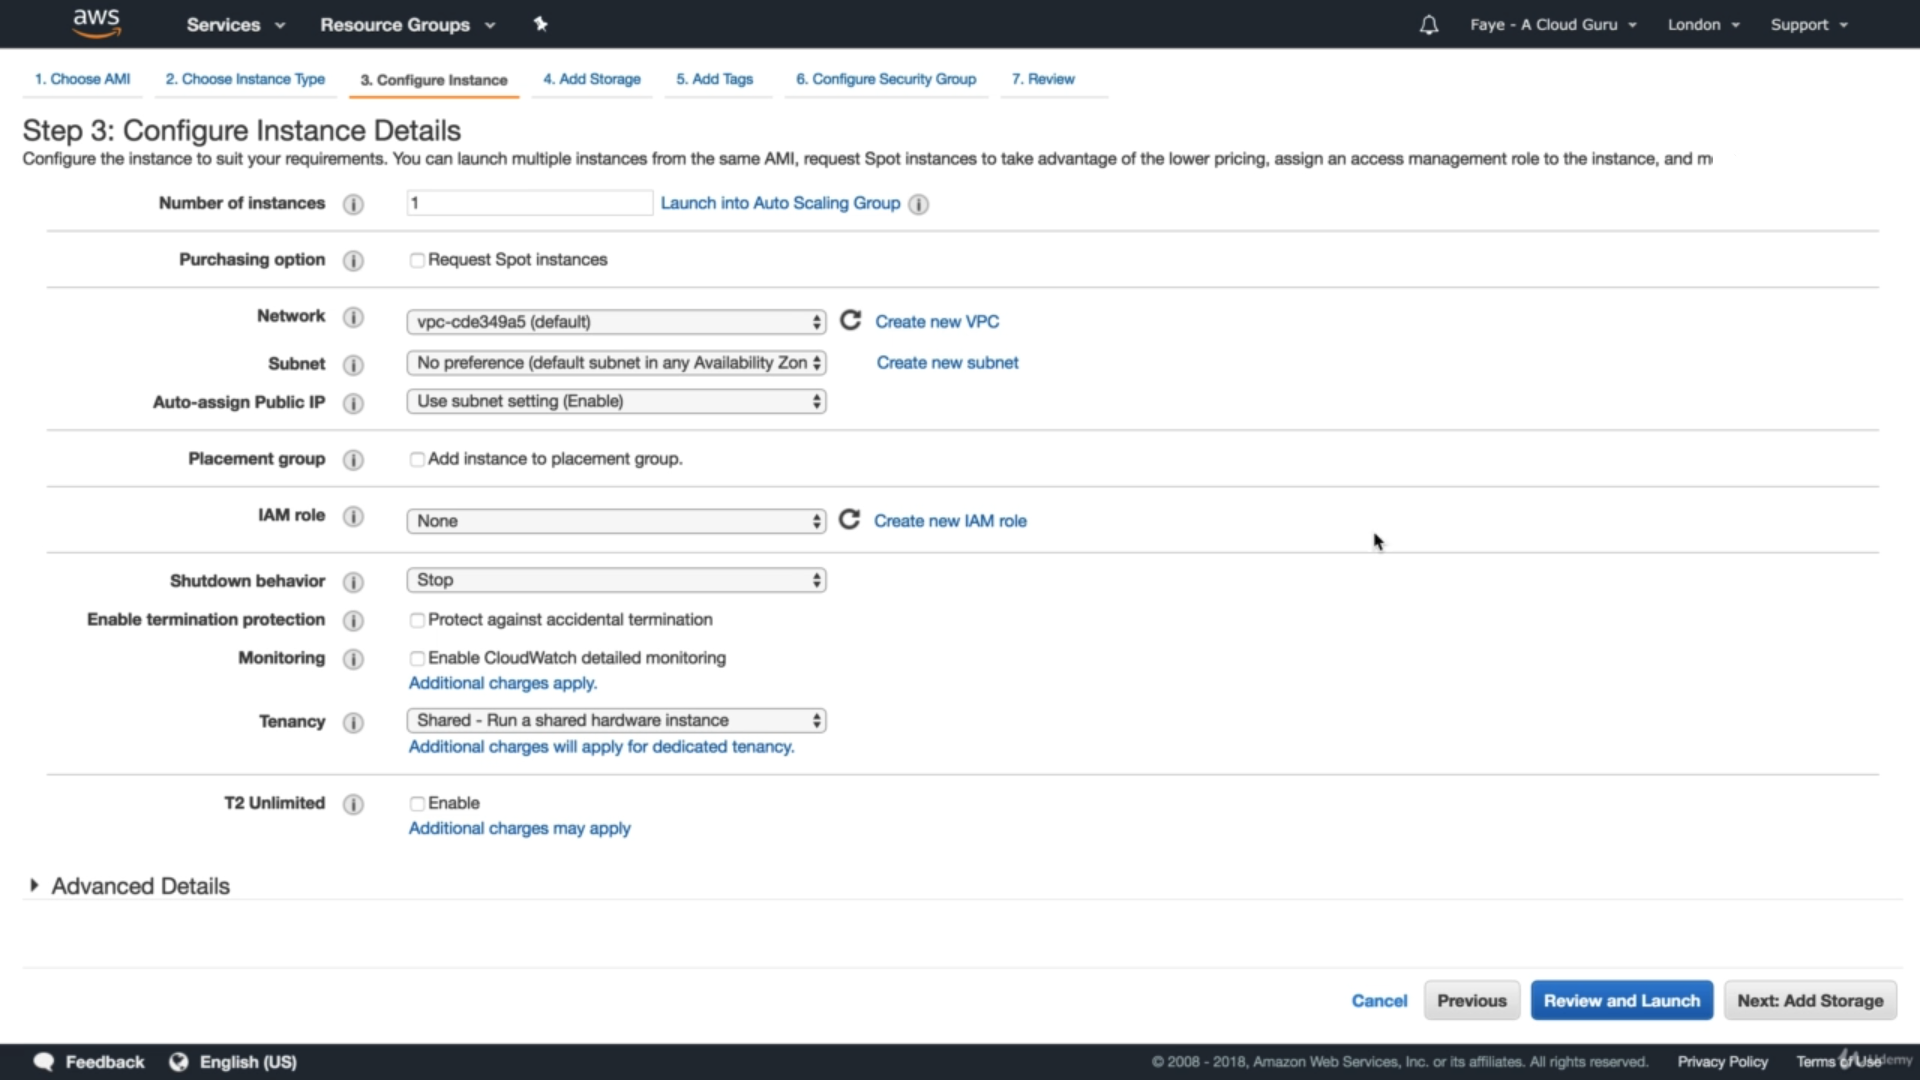 aws Services Resource Groups Faye - A Cloud Guru London Support
1. Choose AMI 2. Choose Instance Type 3. Configure Instance 4. Add Storage 5. Add Tags 6. Configure Security Group 7. Review
Step 3: Configure Instance Details
Configure the instance to suit your requirements. You can launch multiple instances from the same AMI, request Spot instances to take advantage of the lower pricing, assign an access management role to the instance, and m
Number of instances 1 Launch into Auto Scaling Group
Purchasing option Request Spot instances
Network vpc-cde349a5 (default) Create new VPC
Subnet No preference (default subnet in any Availability Zon Create new subnet
Auto-assign Public IP Use subnet setting (Enable)
Placement group Add instance to placement group.
IAM role None Create new IAM role
Shutdown behavior Stop
Enable termination protection Protect against accidental termination
Monitoring Enable CloudWatch detailed monitoring
Additional charges apply.
Tenancy Shared - Run a shared hardware instance
Additional charges will apply for dedicated tenancy.
T2 Unlimited Enable
Additional charges may apply
Advanced Details
Cancel Previous Review and Launch Next: Add Storage
Feedback English (US) © 2008 - 2018, Amazon Web Services, Inc. or its affiliates. All rights reserved. Privacy Policy Terms of Use